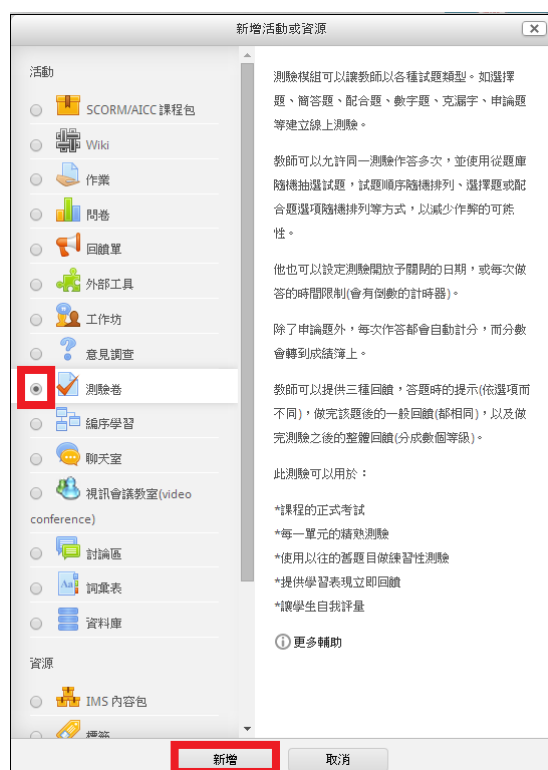 新增活動或資源
活動
SCORM/AICC 課程包
Wiki
作業
問卷
回饋單
外部工具
工作坊
意見調查
測驗卷
編序學習
聊天室
視訊會議教室(video
conference)
討論區
詞彙表
資料庫
資源
IMS 內容包
標籤
測驗模組可以讓教師以各種試題類型。如選擇
題、簡答題、配合題、數字題、克漏字、申論題
等建立線上測驗。
教師可以允許同一測驗作答多次，並使用從題庫
隨機抽選試題，試題順序隨機排列、選擇題或配
合題選項隨機排列等方式，以減少作弊的可能
性。
他也可以設定測驗開放予關閉的日期，或每次做
答的時間限制(會有倒數的計時器)。
除了申論題外，每次作答都會自動計分，而分數
會轉到成績簿上。
教師可以提供三種回饋，答題時的提示(依選項而
不同)，做完該題後的一般回饋(都相同)，以及做
完測驗之後的整體回饋(分成數個等級)。
此測驗可以用於：
*課程的正式考試
*每一單元的精熟測驗
*使用以往的舊題目做練習性測驗
*提供學習表現立即回饋
*讓學生自我評量
更多輔助
新增
取消